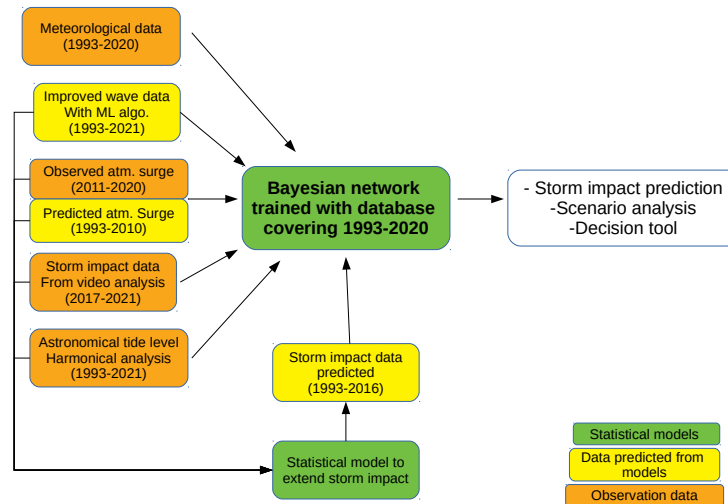 Meteorological data
(1993-2020)
Improved wave data
With ML algo.
(1993-2021)
Observed atm. surge
(2011-2020)
Predicted atm. Surge
(1993-2010)
Storm impact data
From video analysis
(2017-2021)
Astronomical tide level
Harmonical analysis
(1993-2021)
Bayesian network
trained with database
covering 1993-2020
- Storm impact prediction
-Scenario analysis
-Decision tool
Storm impact data
predicted
(1993-2016)
Statistical model to
extend storm impact
Statistical models
Data predicted from
models
Observation data